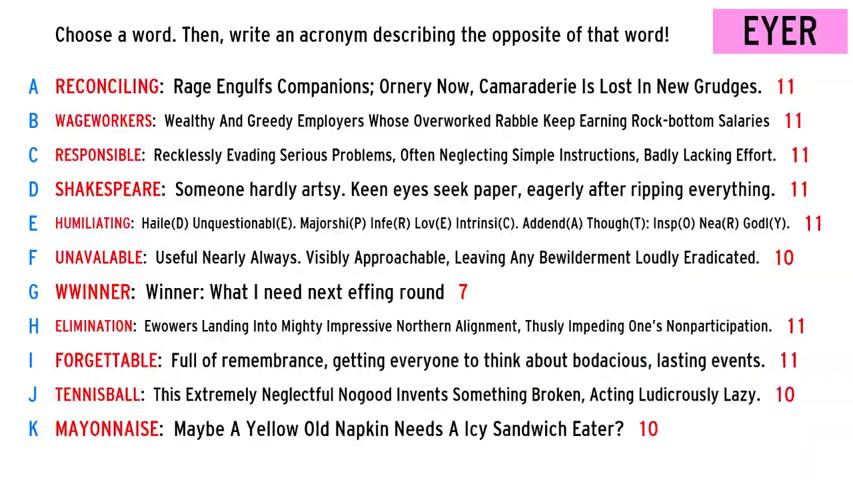 Choose a word. Then, write an acronym describing the opposite of that word!
EYER
A RECONCILING: Rage Engulfs Companions; Ornery Now, Camaraderie Is Lost In New Grudges. 11
B WAGEWORKERS: Wealthy And Greedy Employers Whose Overworked Rabble Keep Earning Rock-bottom Salaries 11
C RESPONSIBLE: Recklessly Evading Serious Problems, Often Neglecting Simple Instructions, Badly Lacking Effort. 11
D SHAKESPEARE: Someone hardly artsy. Keen eyes seek paper, eagerly after ripping everything. 11
E HUMILIATING: Haile(D) Unquestionabl(E). Majorshi(P) Infe(R) Lov(E) Intrinsi(C). Addend(A) Though(T): Insp(O) Nea(R) Godl(Y). 11
F UNAVALABLE: Useful Nearly Always. Visibly Approachable, Leaving Any Bewilderment Loudly Eradicated. 10
G WWINNER: Winner: What I need next effing round 7
H ELIMINATION: Ewowers Landing Into Mighty Impressive Northern Alignment, Thusly Impeding One's Nonparticipation. 11
I FORGETTABLE: Full of remembrance, getting everyone to think about bodacious, lasting events. 11
J TENNISBALL: This Extremely Neglectful Nogood Invents Something Broken, Acting Ludicrously Lazy. 10
K MAYONNAISE: Maybe A Yellow Old Napkin Needs A Icy Sandwich Eater? 10